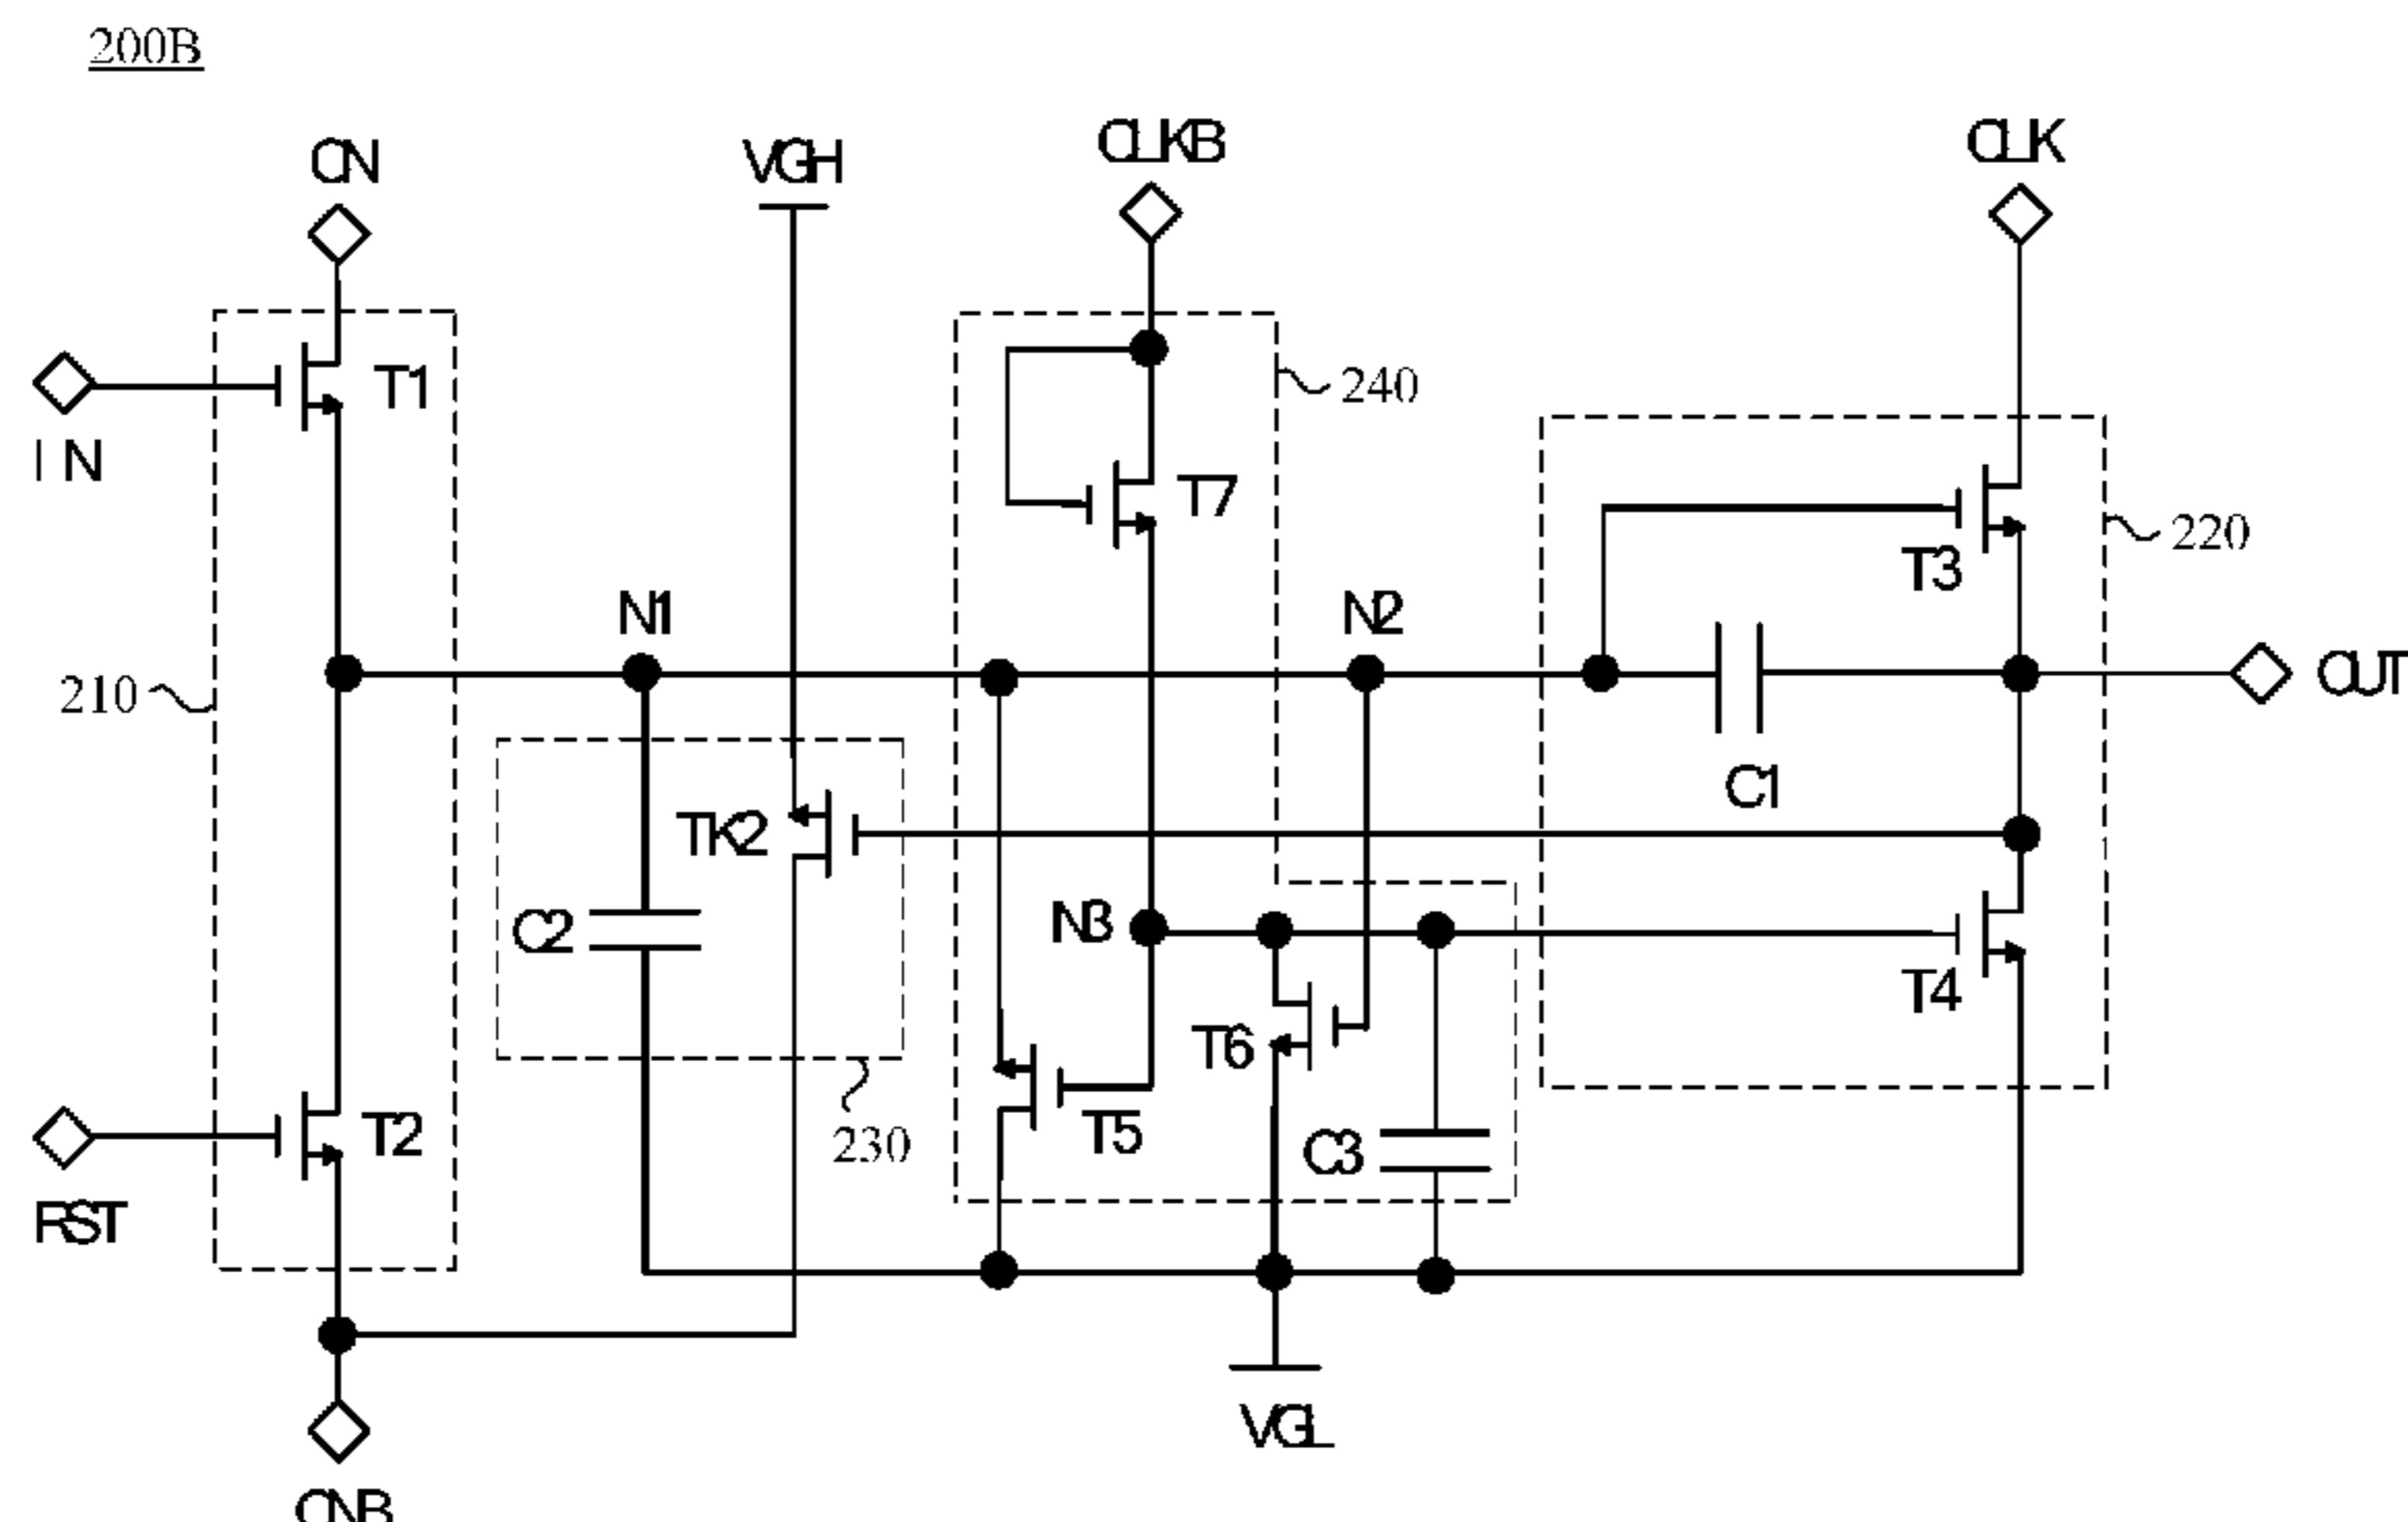 200B
CN
VGH
CLKB
CLK
IN
T1
240
T7
220
T3
N1
N2
210
OUT
C1
TK2
C2
N3
T4
T6
T2
230
T5
C3
RST
VGL
CNB